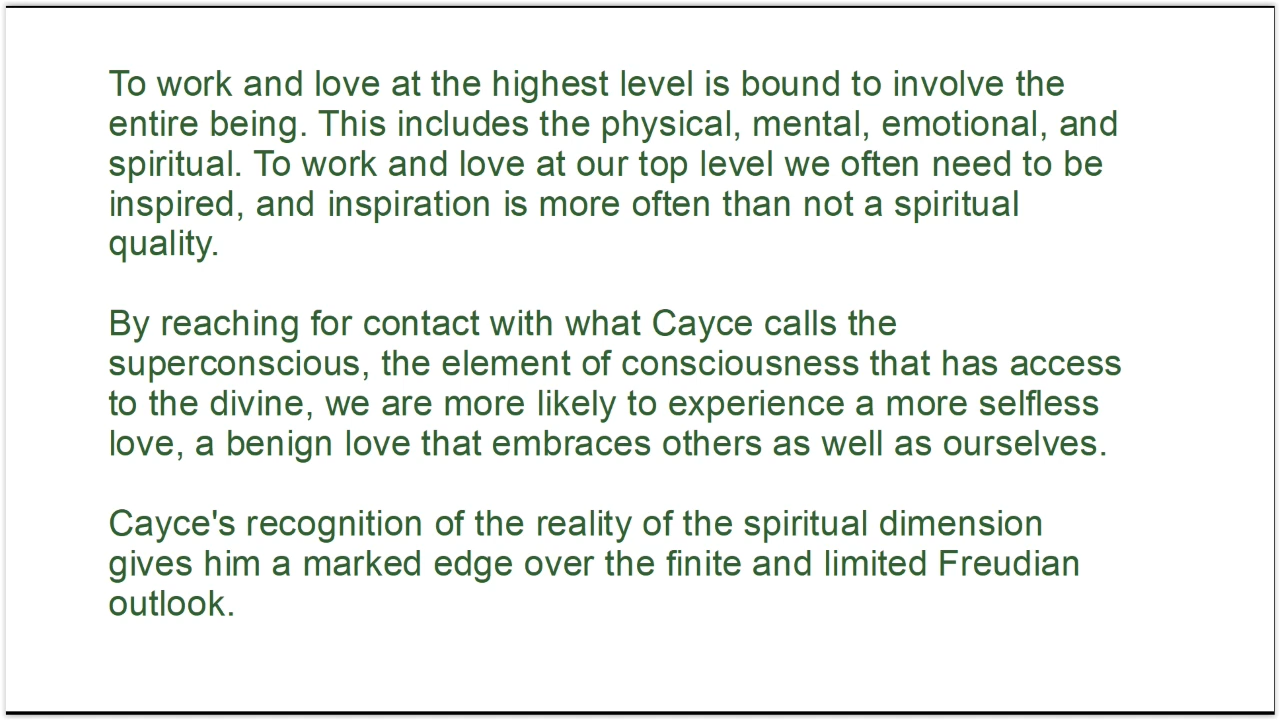 To work and love at the highest level is bound to involve the
entire being. This includes the physical, mental, emotional, and
spiritual. To work and love at our top level we often need to be
inspired, and inspiration is more often than not a spiritual
quality.
By reaching for contact with what Cayce calls the
superconscious, the element of consciousness that has access
to the divine, we are more likely to experience a more selfless
love, a benign love that embraces others as well as ourselves.
Cayce's recognition of the reality of the spiritual dimension
gives him a marked edge over the finite and limited Freudian
outlook.